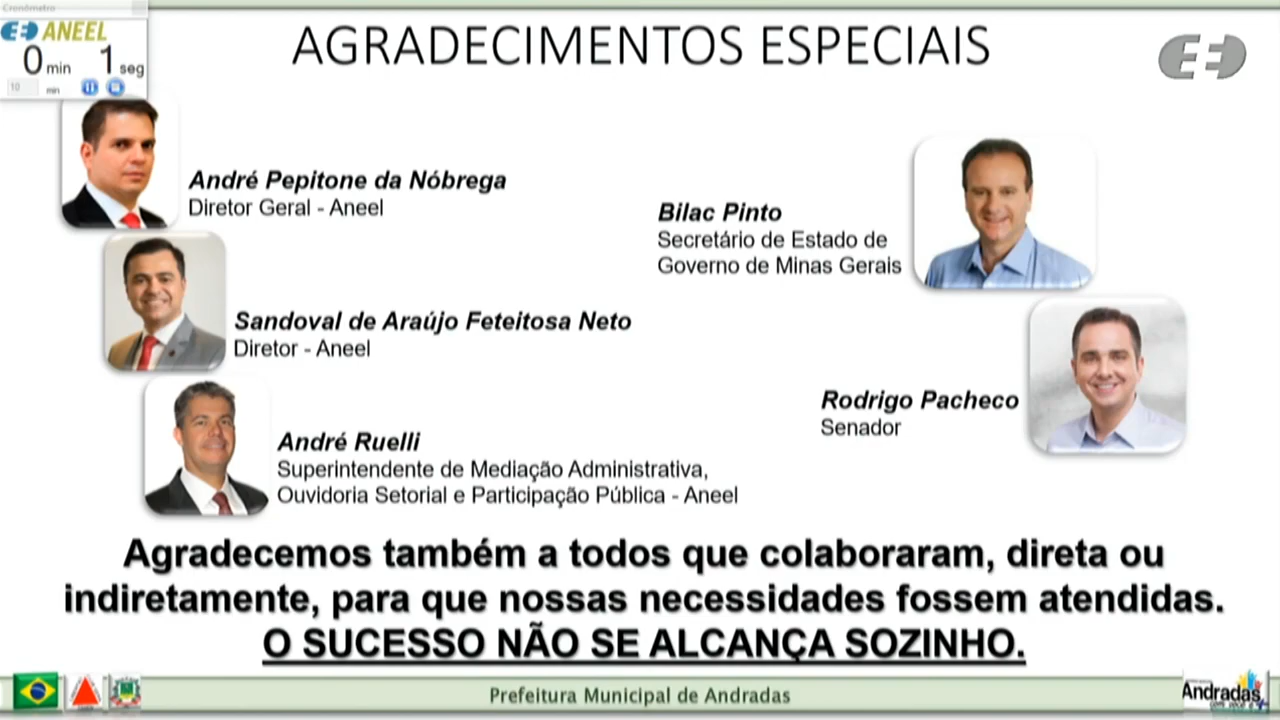 Cronômetro
ANEEL
0 min 1 seg
10 min
AGRADECIMENTOS ESPECIAIS
André Pepitone da Nóbrega
Diretor Geral - Aneel
Sandoval de Araújo Feteitosa Neto
Diretor - Aneel
André Ruelli
Superintendente de Mediação Administrativa,
Ouvidoria Setorial e Participação Pública - Aneel
Bilac Pinto
Secretário de Estado de
Governo de Minas Gerais
Rodrigo Pacheco
Senador
Agradecemos também a todos que colaboraram, direta ou
indiretamente, para que nossas necessidades fossem atendidas.
O SUCESSO NÃO SE ALCANÇA SOZINHO.
Prefeitura Municipal de Andradas
Andradas